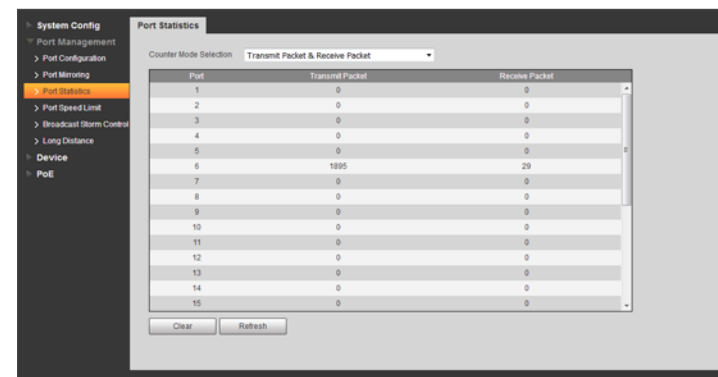 System Config
Port Management
Port Configuration
Port Mirroring
Port Statistics
Port Speed Limit
Broadcast Storm Control
Long Distance
Device
PoE
Port Statistics
Counter Mode Selection Transmit Packet & Receive Packet
Port Transmit Packet Receive Packet
1 0 0
2 0 0
3 0 0
4 0 0
5 0 0
6 1895 29
7 0 0
8 0 0
9 0 0
10 0 0
11 0 0
12 0 0
13 0 0
14 0 0
15 0 0
Clear Refresh